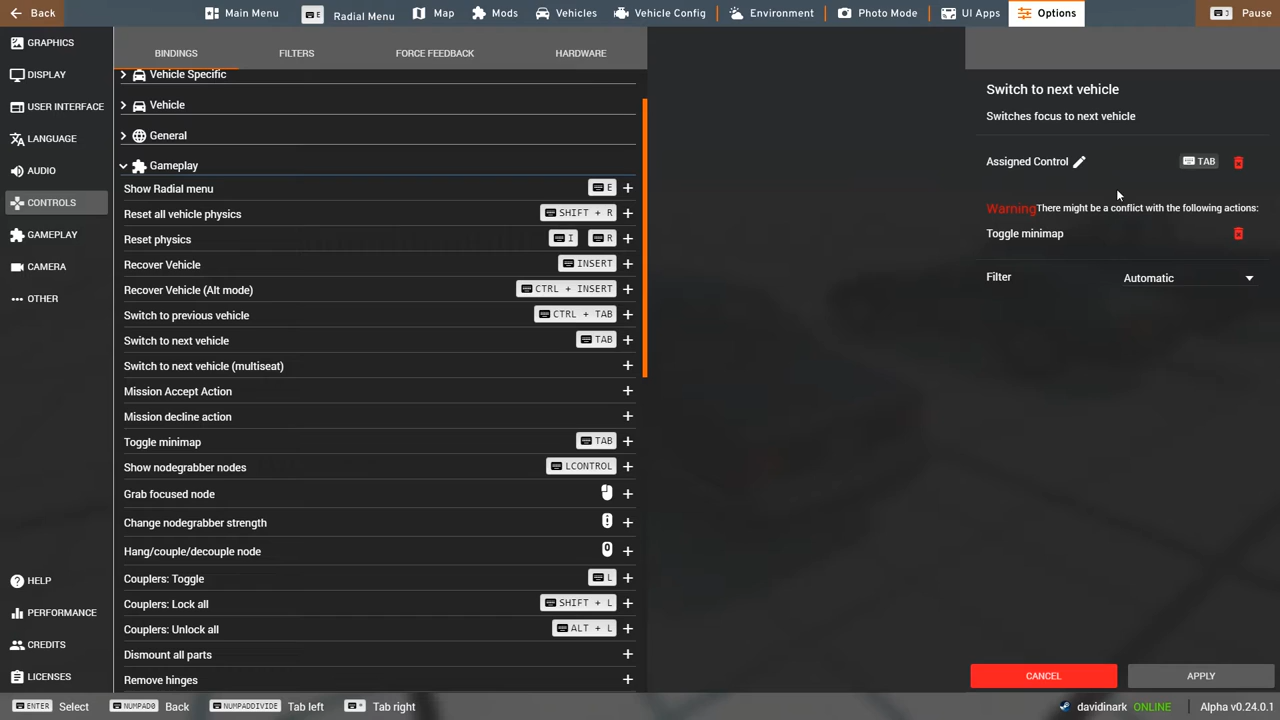 Back
Main Menu
E
Radial Menu
Map
Mods
Vehicles
Vehicle Config
Environment
Photo Mode
UI Apps
Options
J
Pause
GRAPHICS
DISPLAY
USER INTERFACE
LANGUAGE
AUDIO
CONTROLS
GAMEPLAY
CAMERA
OTHER
HELP
PERFORMANCE
CREDITS
LICENSES
BINDINGS
FILTERS
FORCE FEEDBACK
HARDWARE
Vehicle Specific
Vehicle
General
Gameplay
Show Radial menu E +
Reset all vehicle physics SHIFT + R +
Reset physics I R +
Recover Vehicle INSERT +
Recover Vehicle (Alt mode) CTRL + INSERT +
Switch to previous vehicle CTRL + TAB +
Switch to next vehicle TAB +
Switch to next vehicle (multiseat) +
Mission Accept Action +
Mission decline action +
Toggle minimap TAB +
Show nodegrabber nodes LCONTROL +
Grab focused node +
Change nodegrabber strength +
Hang/couple/decouple node +
Couplers: Toggle L +
Couplers: Lock all SHIFT + L +
Couplers: Unlock all ALT + L +
Dismount all parts +
Remove hinges +
Switch to next vehicle
Switches focus to next vehicle
Assigned Control TAB
Warning There might be a conflict with the following actions:
Toggle minimap
Filter Automatic
CANCEL
APPLY
ENTER Select
NUMPAD0 Back
NUMPADDIVIDE Tab left
* Tab right
davidinark ONLINE
Alpha v0.24.0.1